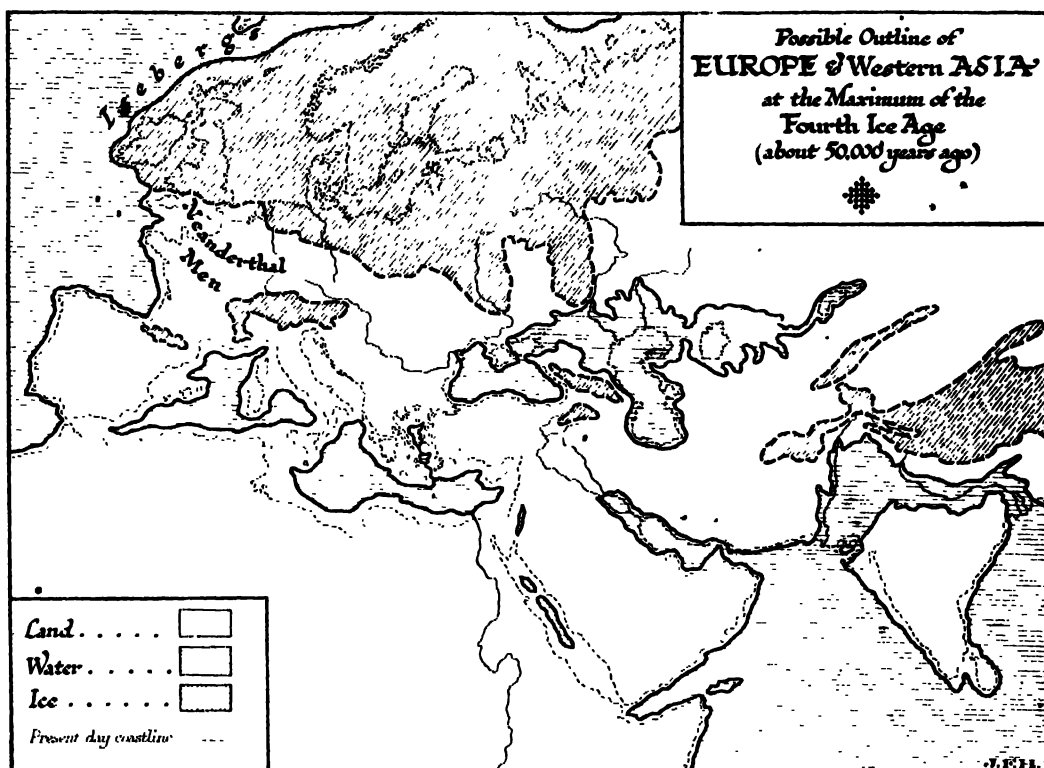 Icebergs
Possible Outline of
EUROPE & Western ASIA
at the Maximum of the
Fourth Ice Age
(about 50,000 years ago)
Neanderthal
Men
Land . . . . .
Water . . . . . .
Ice . . . . . .
Present day coastline ---
J.F.H.